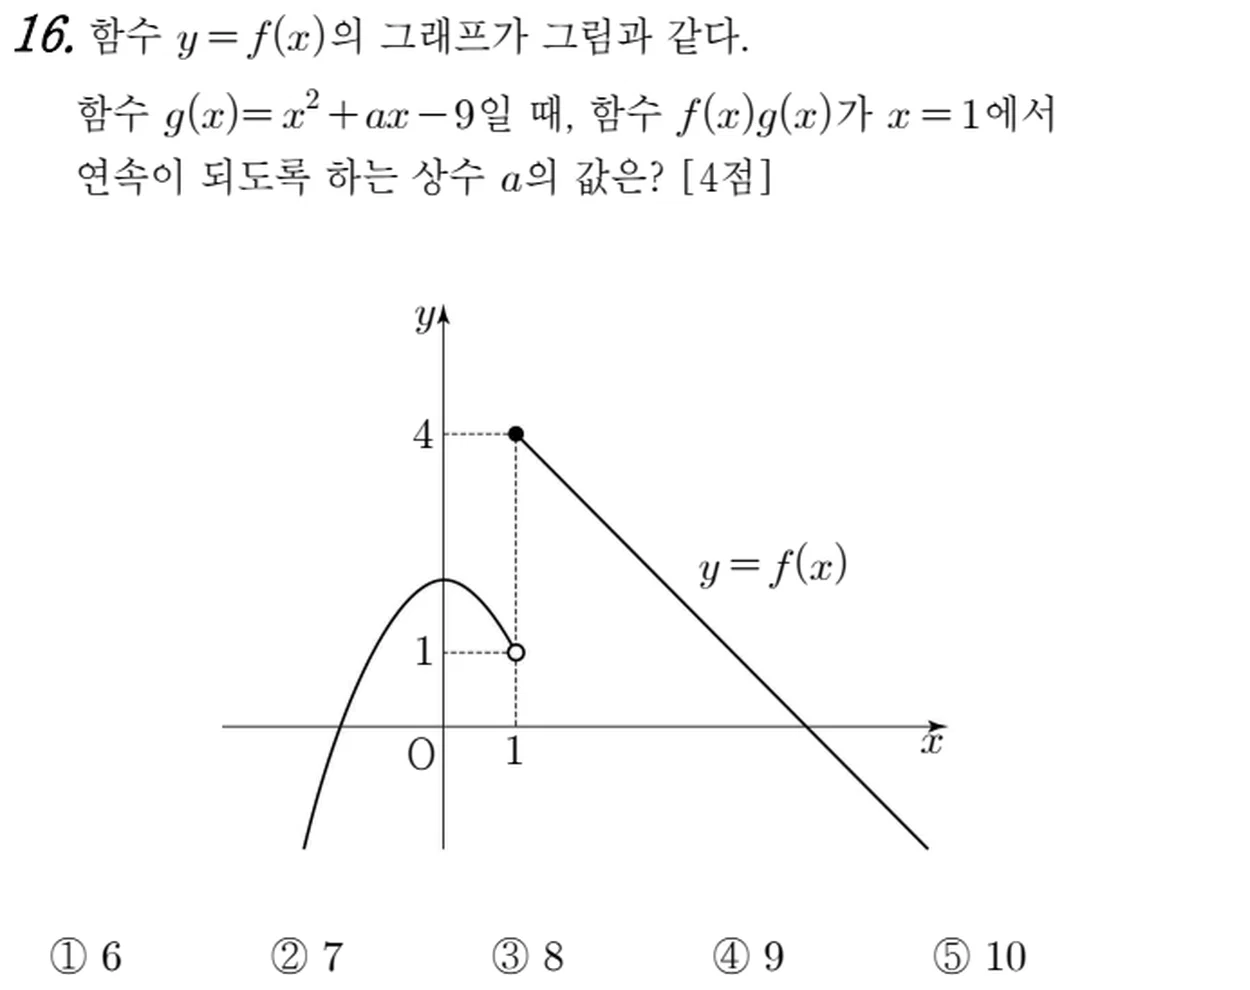 16. 함수 y=f(x)의 그래프가 그림과 같다.
함수 g(x)=x²+ax-9일 때, 함수 f(x)g(x)가 x=1에서
연속이 되도록 하는 상수 a의 값은? [4점]
y
4
y=f(x)
1
O 1 x
① 6 ② 7 ③ 8 ④ 9 ⑤ 10